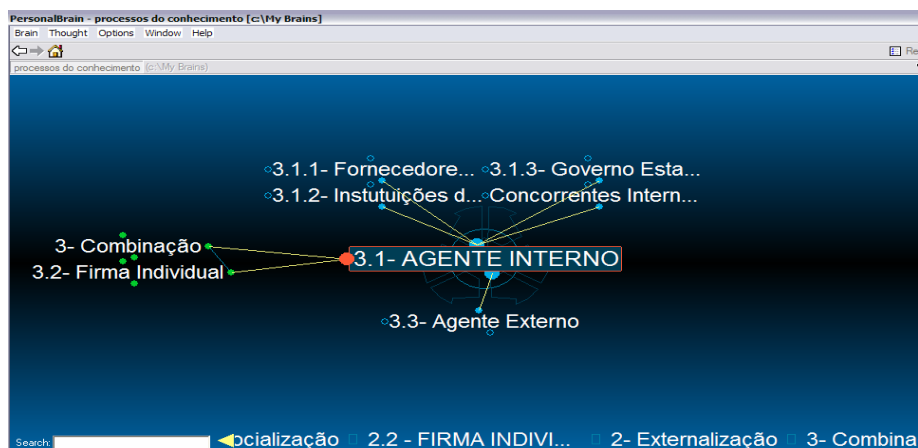 PersonalBrain - processos do conhecimento [c:\My Brains]
Brain Thought Options Window Help
Re
processos do conhecimento (c:\My Brains)
3.1.1- Fornecedore... 3.1.3- Governo Esta...
3.1.2- Instutuições d... Concorrentes Intern...
3- Combinação
3.2- Firma Individual
3.1- AGENTE INTERNO
3.3- Agente Externo
Search: ocialização 2.2 - FIRMA INDIVI... 2- Externalização 3- Combina